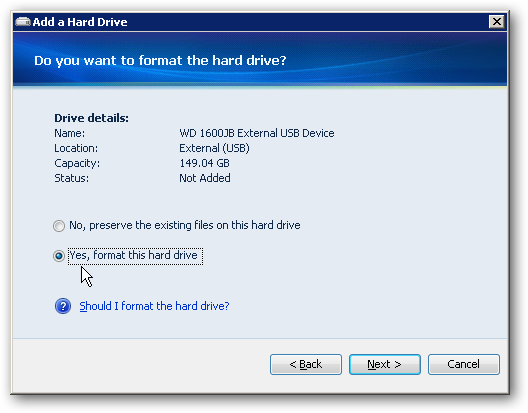 Add a Hard Drive
Do you want to format the hard drive?
Drive details:
Name: WD 1600JB External USB Device
Location: External (USB)
Capacity: 149.04 GB
Status: Not Added
No, preserve the existing files on this hard drive
Yes, format this hard drive
?
Should I format the hard drive?
< Back Next > Cancel